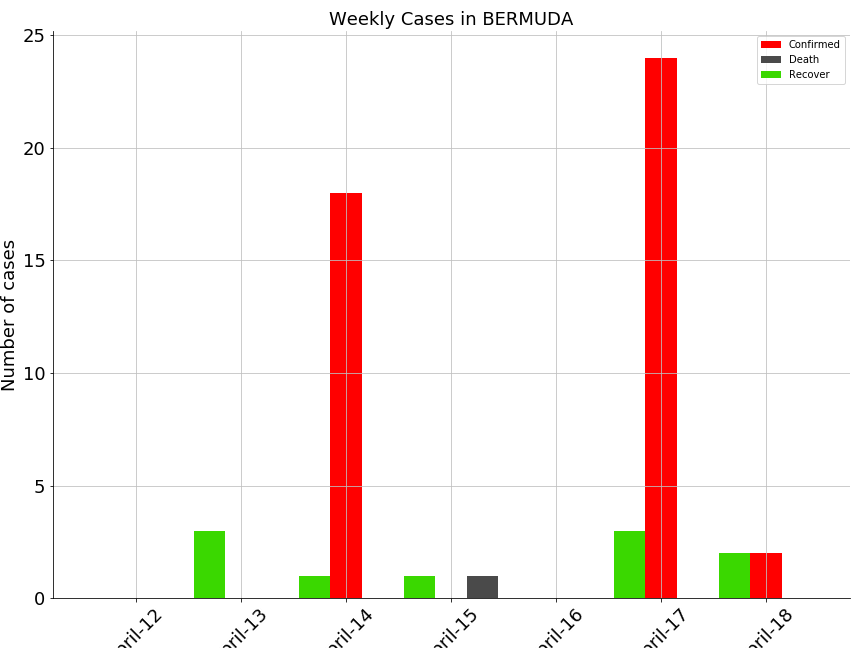 Weekly Cases in BERMUDA
Confirmed
Death
Recover
Number of cases
25
20
15
10
5
0
pril-12
pril-13
pril-14
pril-15
pril-16
pril-17
pril-18